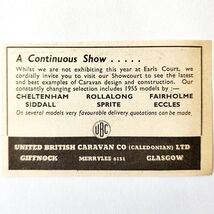 A Continuous Show .....
Whilst we are not exhibiting this year at Earls Court, we
cordially invite you to visit our Showcourt to see the latest
and best examples of Caravan design and construction. Our
constantly changing selection includes 1955 models by:—
CHELTENHAM ROLLALONG FAIRHOLME
SIDDALL SPRITE ECCLES
On several models very favourable delivery quotations can be made.
UBC
UNITED BRITISH CARAVAN CO (CALEDONIAN) LTD
GIFFNOCK MERRYLEE 6151 GLASGOW